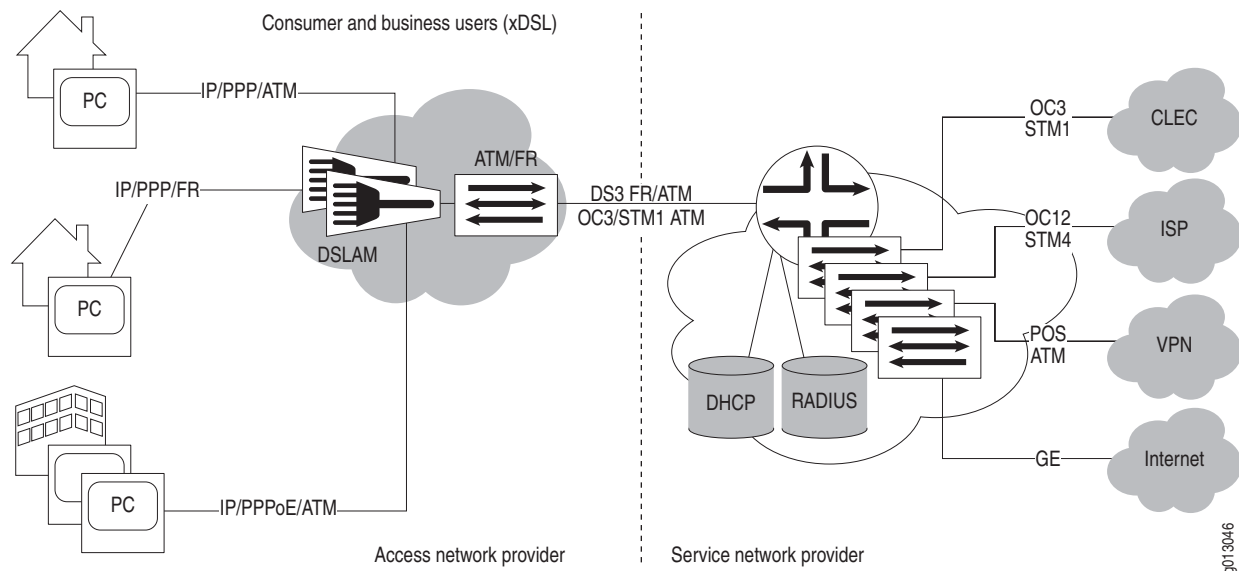 Consumer and business users (xDSL)
PC
IP/PPP/ATM
OC3
STM1
CLEC
ATM/FR
IP/PPP/FR
DS3 FR/ATM
OC3/STM1 ATM
OC12
STM4
ISP
DSLAM
PC
POS
ATM
VPN
DHCP
RADIUS
GE
Internet
PC
IP/PPPoE/ATM
Access network provider
Service network provider
g013046